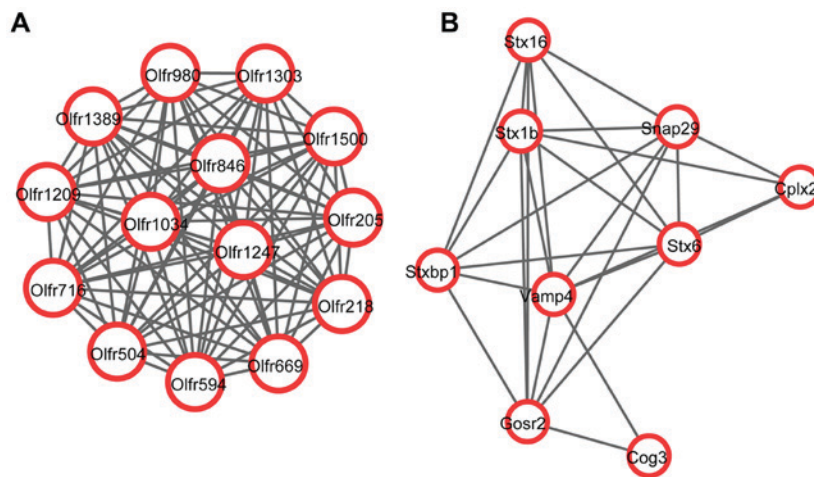 A
Olfr980
Olfr1303
Olfr1389
Olfr1500
Olfr846
Olfr1209
Olfr1034
Olfr205
Olfr1247
Olfr716
Olfr218
Olfr504
Olfr669
Olfr594
B
Stx16
Stx1b
Snap29
Cplx2
Stx6
Stxbp1
Vamp4
Gosr2
Cog3